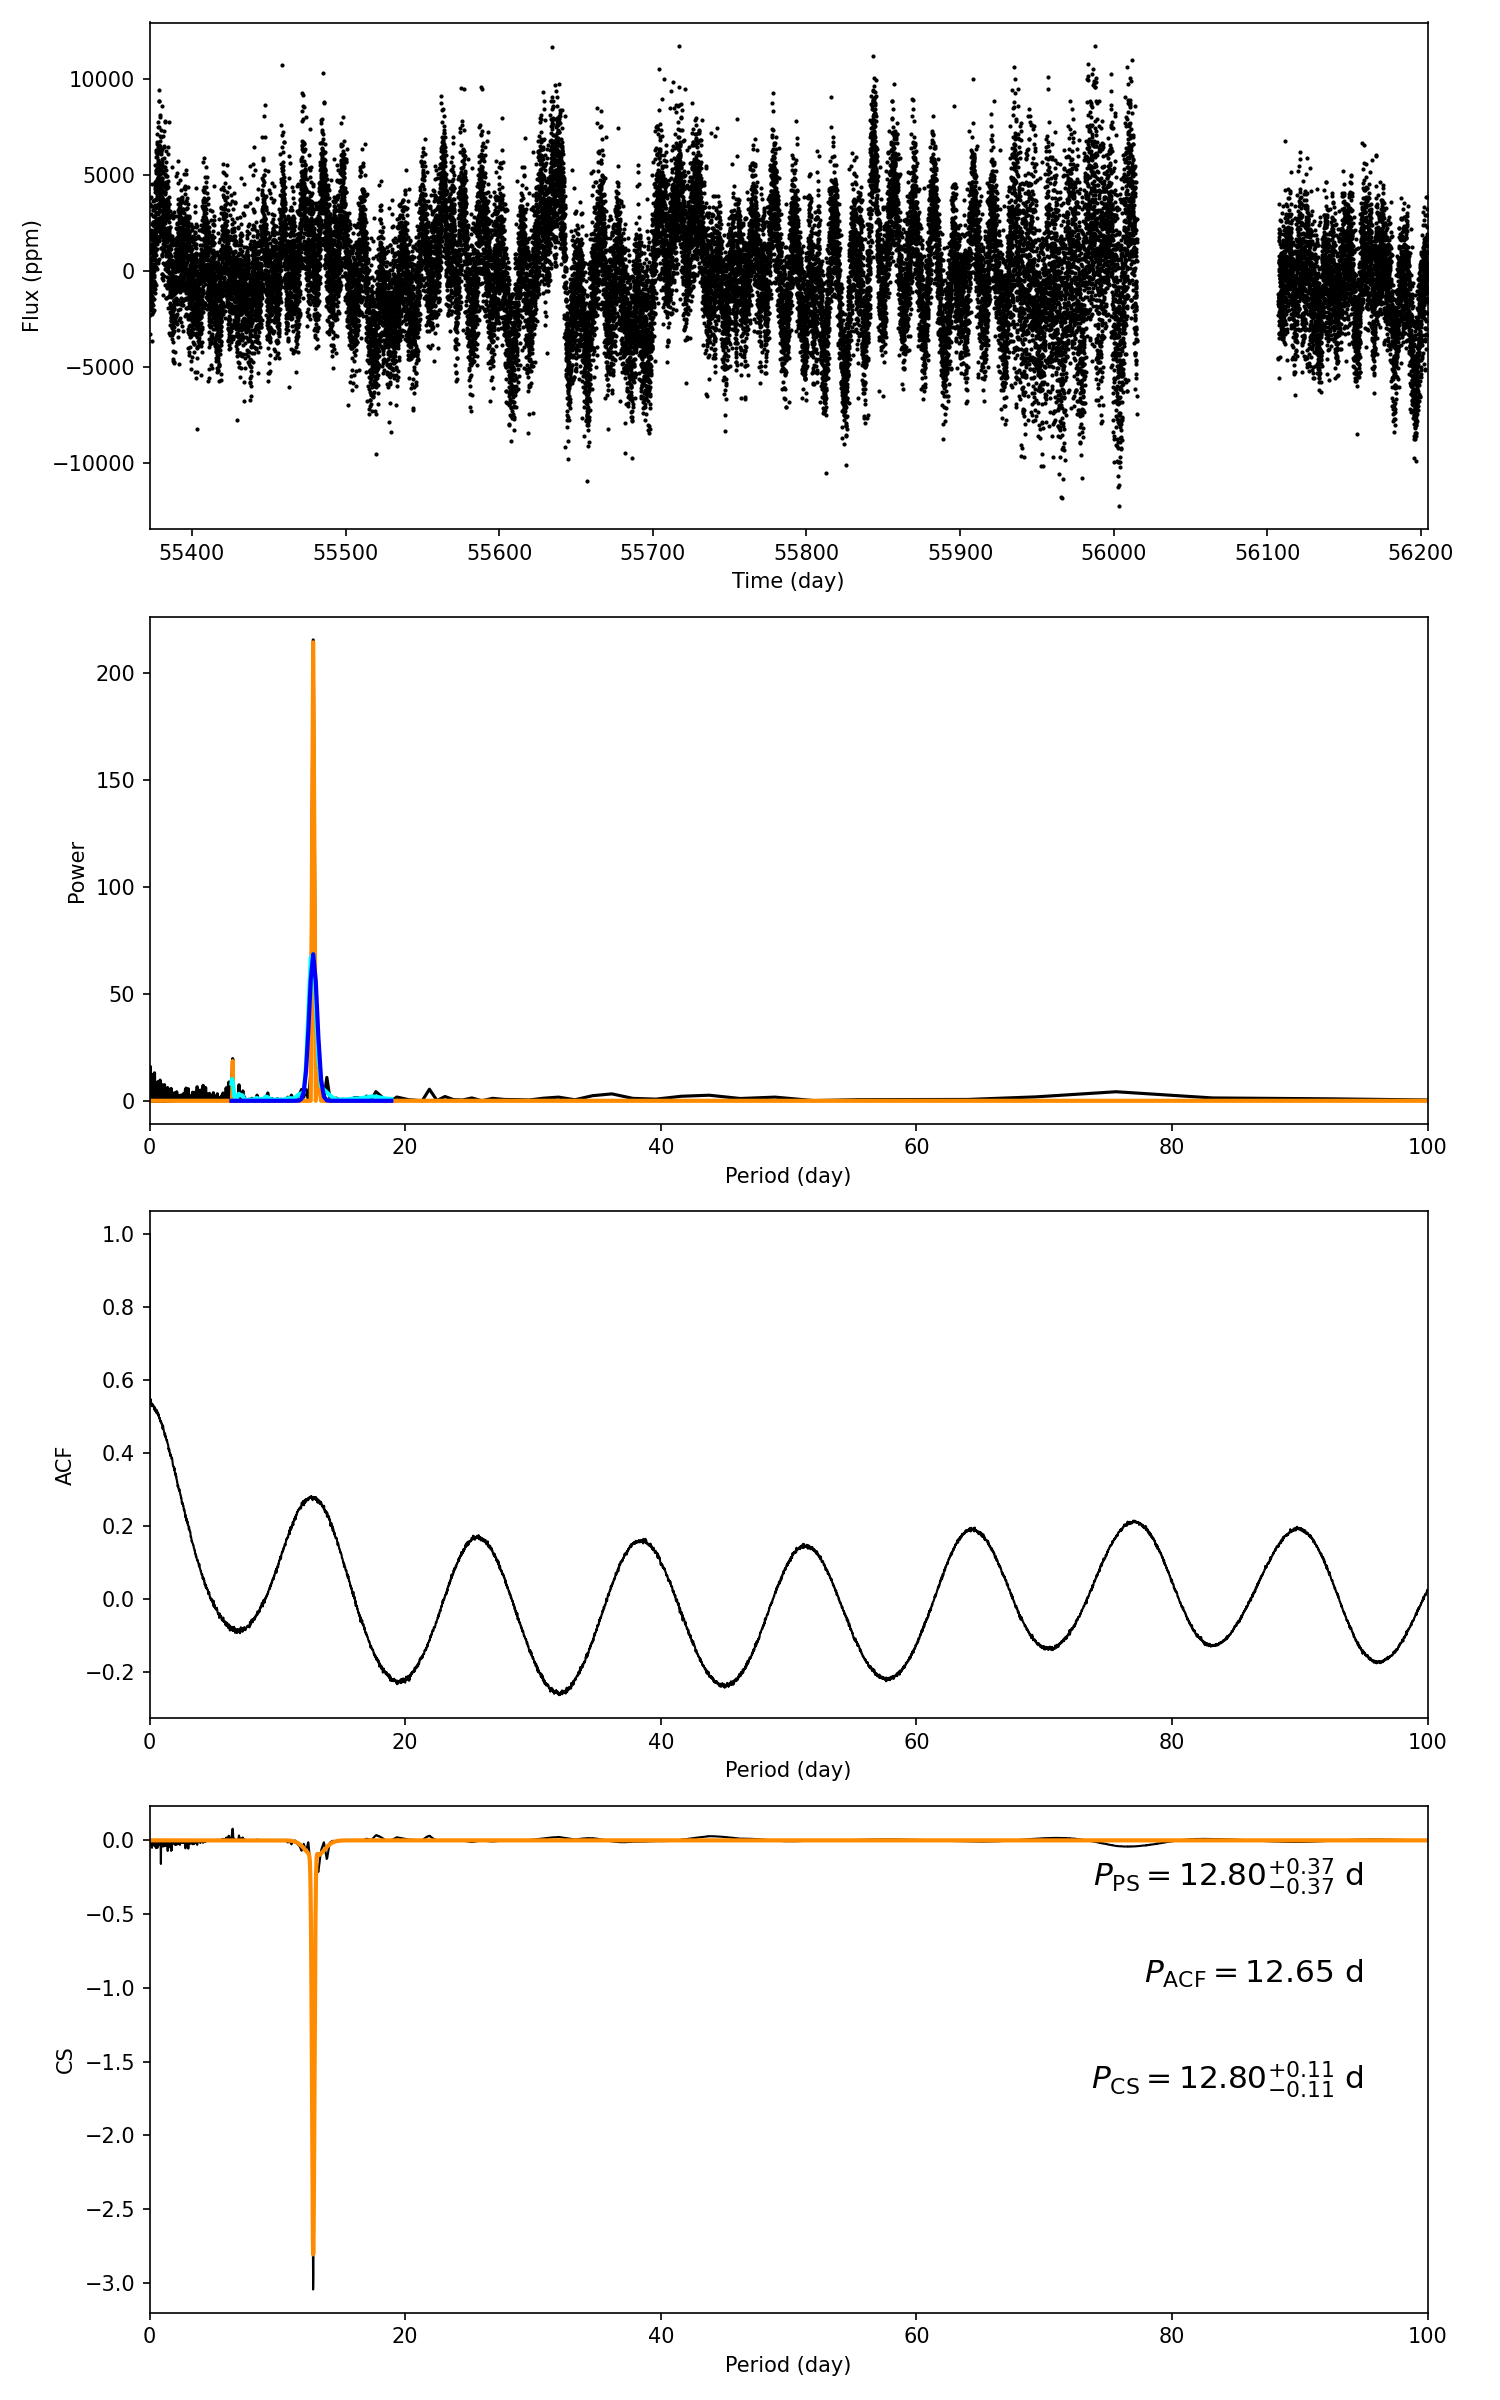 10000
5000
0
−5000
−10000
Flux (ppm)
55400 55500 55600 55700 55800 55900 56000 56100 56200
Time (day)
200
150
100
50
0
Power
0 20 40 60 80 100
Period (day)
1.0
0.8
0.6
0.4
0.2
0.0
−0.2
ACF
0 20 40 60 80 100
Period (day)
0.0
−0.5
−1.0
−1.5
−2.0
−2.5
−3.0
CS
P_PS = 12.80 +0.37 −0.37 d
P_ACF = 12.65 d
P_CS = 12.80 +0.11 −0.11 d
0 20 40 60 80 100
Period (day)